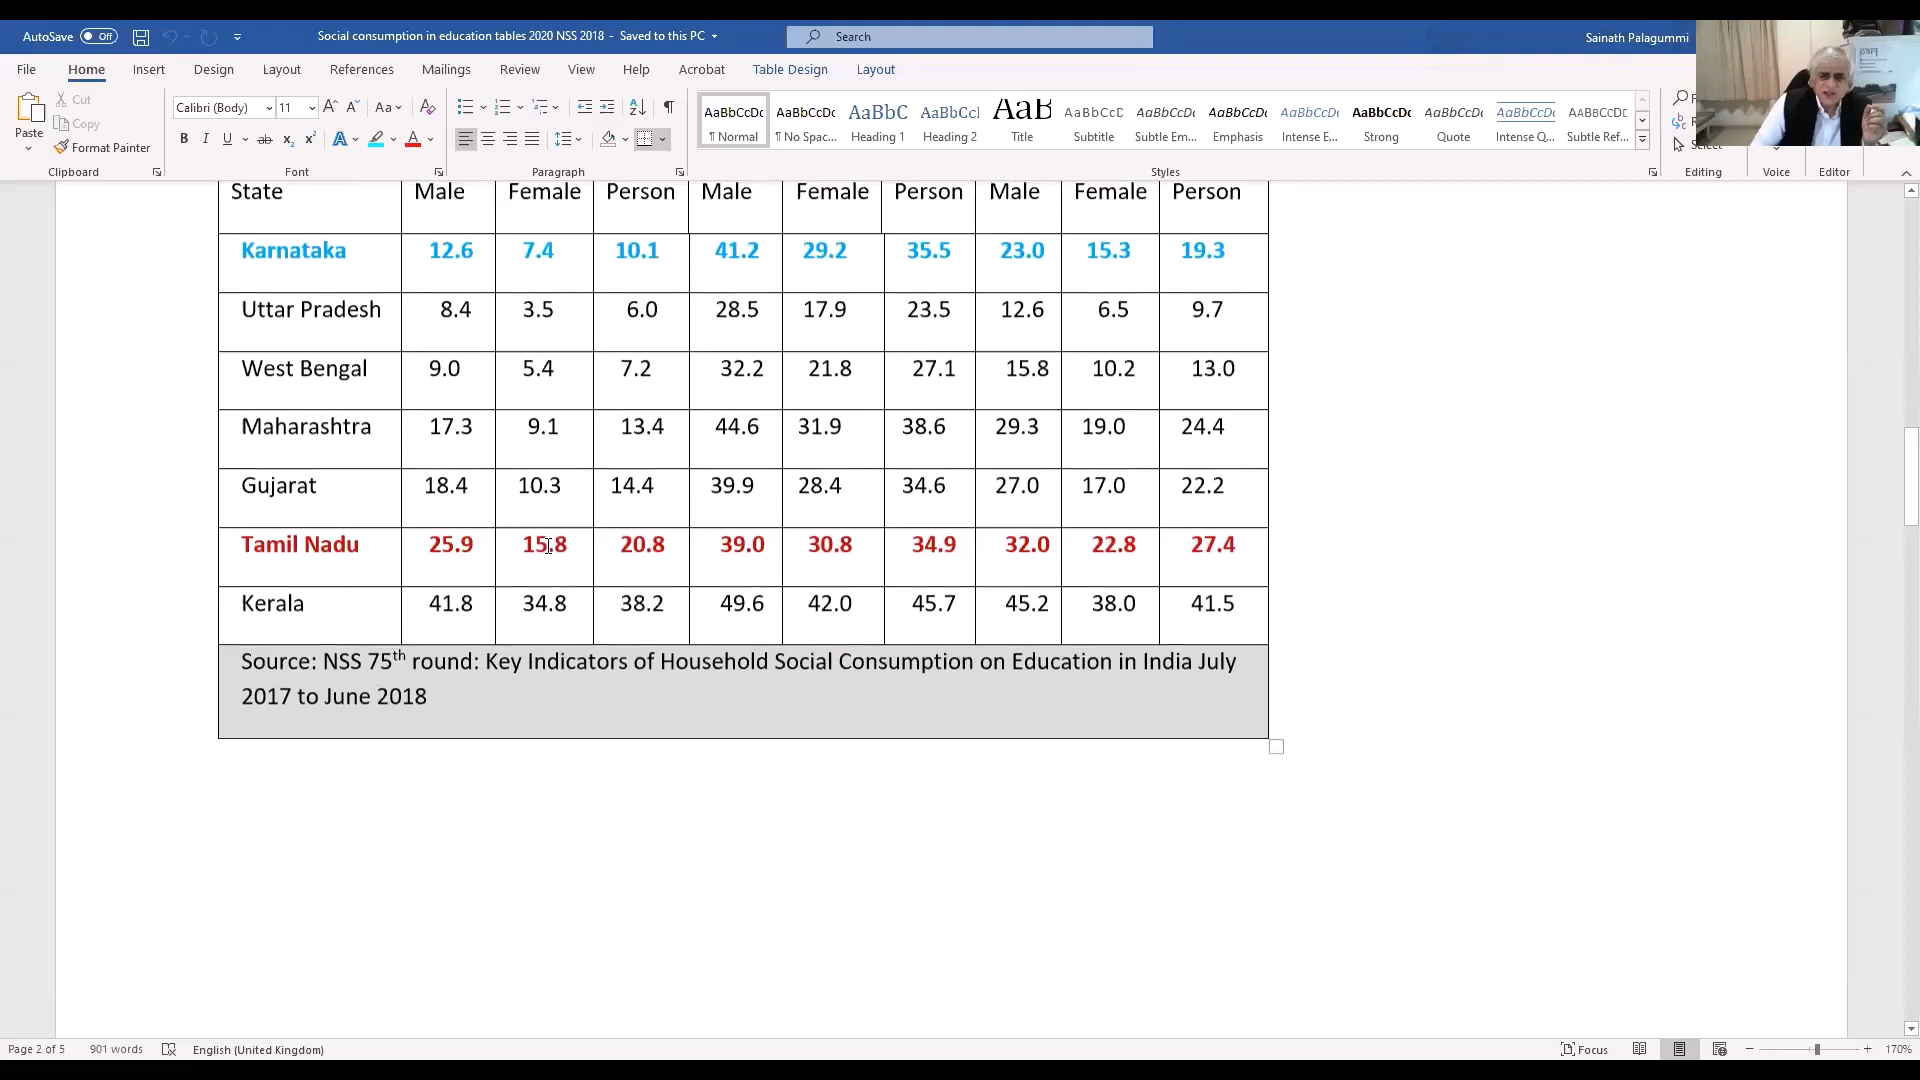 AutoSave Off Social consumption in education tables 2020 NSS 2018 - Saved to this PC Search Sainath Palagummi
File Home Insert Design Layout References Mailings Review View Help Acrobat Table Design Layout
Paste Cut Copy Format Painter
Calibri (Body) 11
AaBbCcDc AaBbCcDc AaBbC AaBbCcl AaB AaBbCcD AaBbCcDc AaBbCcDc AaBbCcDc AaBbCcDc AaBbCcDc AaBbCcDc AABBCCDC
¶ Normal ¶ No Spac... Heading 1 Heading 2 Title Subtitle Subtle Em... Emphasis Intense E... Strong Quote Intense Q... Subtle Ref...
Select
Clipboard Font Paragraph Styles Editing Voice Editor
State Male Female Person Male Female Person Male Female Person
Karnataka 12.6 7.4 10.1 41.2 29.2 35.5 23.0 15.3 19.3
Uttar Pradesh 8.4 3.5 6.0 28.5 17.9 23.5 12.6 6.5 9.7
West Bengal 9.0 5.4 7.2 32.2 21.8 27.1 15.8 10.2 13.0
Maharashtra 17.3 9.1 13.4 44.6 31.9 38.6 29.3 19.0 24.4
Gujarat 18.4 10.3 14.4 39.9 28.4 34.6 27.0 17.0 22.2
Tamil Nadu 25.9 15.8 20.8 39.0 30.8 34.9 32.0 22.8 27.4
Kerala 41.8 34.8 38.2 49.6 42.0 45.7 45.2 38.0 41.5
Source: NSS 75th round: Key Indicators of Household Social Consumption on Education in India July
2017 to June 2018
Page 2 of 5 901 words English (United Kingdom) Focus 170%